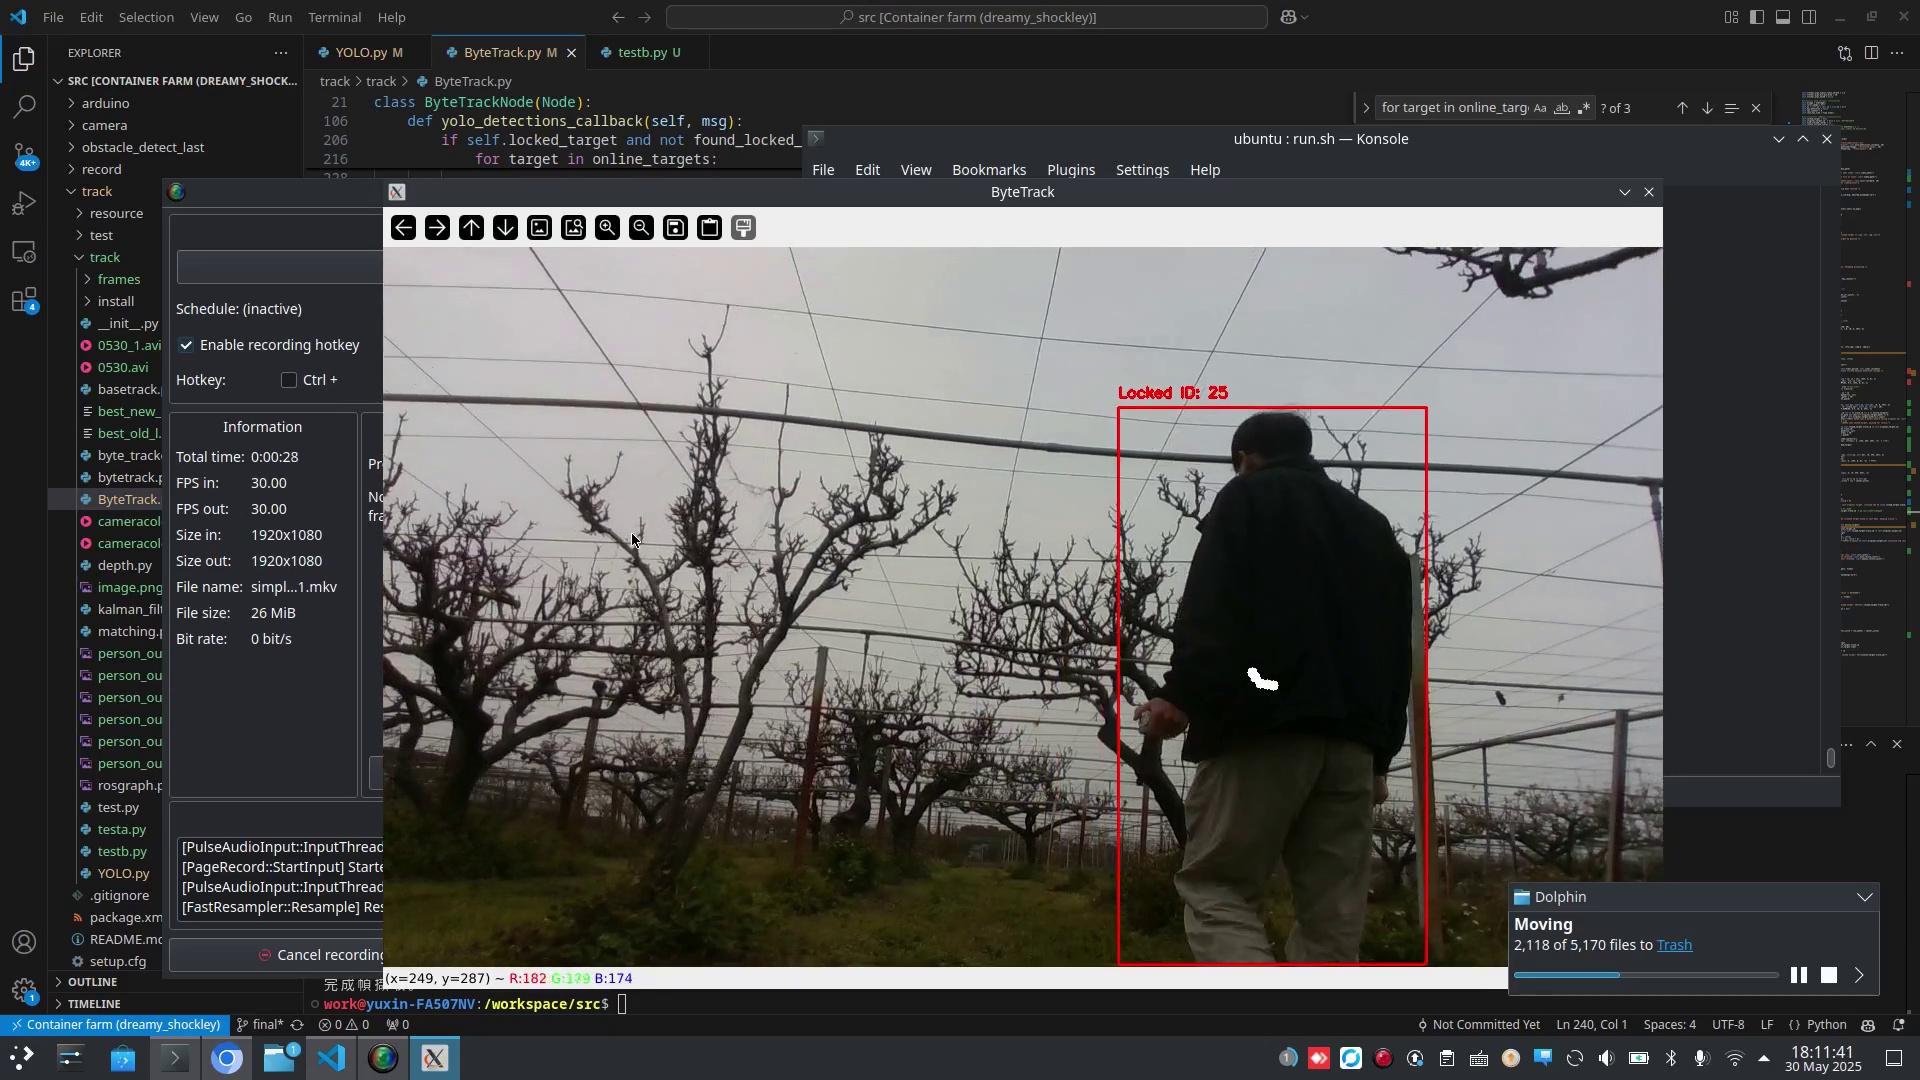 File Edit Selection View Go Run Terminal Help
src [Container farm (dreamy_shockley)]
EXPLORER
SRC [CONTAINER FARM (DREAMY_SHOCK...
arduino
camera
obstacle_detect_last
record
track
resource
test
track
frames
install
__init__.py
0530_1.avi
0530.avi
basetrack.
best_new_
best_old_l.
byte_track
bytetrack.p
ByteTrack.
cameracol
cameracol
depth.py
image.png
kalman_filt
matching.p
person_ou
person_ou
person_ou
person_ou
person_ou
person_ou
rosgraph.p
test.py
testa.py
testb.py
YOLO.py
.gitignore
package.xm
README.md
setup.cfg
OUTLINE
TIMELINE
4K+
4
1
YOLO.py M
ByteTrack.py M
testb.py U
track > track > ByteTrack.py
21 class ByteTrackNode(Node):
106 def yolo_detections_callback(self, msg):
206 if self.locked_target and not found_locked_
216 for target in online_targets:
for target in online_targ Aa ab ? of 3
ubuntu : run.sh — Konsole
File Edit View Bookmarks Plugins Settings Help
ByteTrack
Schedule: (inactive)
Enable recording hotkey
Hotkey: Ctrl +
Information
Total time: 0:00:28
FPS in: 30.00
FPS out: 30.00
Size in: 1920x1080
Size out: 1920x1080
File name: simpl...1.mkv
File size: 26 MiB
Bit rate: 0 bit/s
[PulseAudioInput::InputThread
[PageRecord::StartInput] Starte
[PulseAudioInput::InputThread
[FastResampler::Resample] Res
Cancel recording
Locked ID: 25
(x=249, y=287) ~ R:182 G:179 B:174
work@yuxin-FA507NV:/workspace/src$
Dolphin
Moving
2,118 of 5,170 files to Trash
Container farm (dreamy_shockley) final* 0 0 0 Not Committed Yet Ln 240, Col 1 Spaces: 4 UTF-8 LF {} Python
1
1
18:11:41
30 May 2025